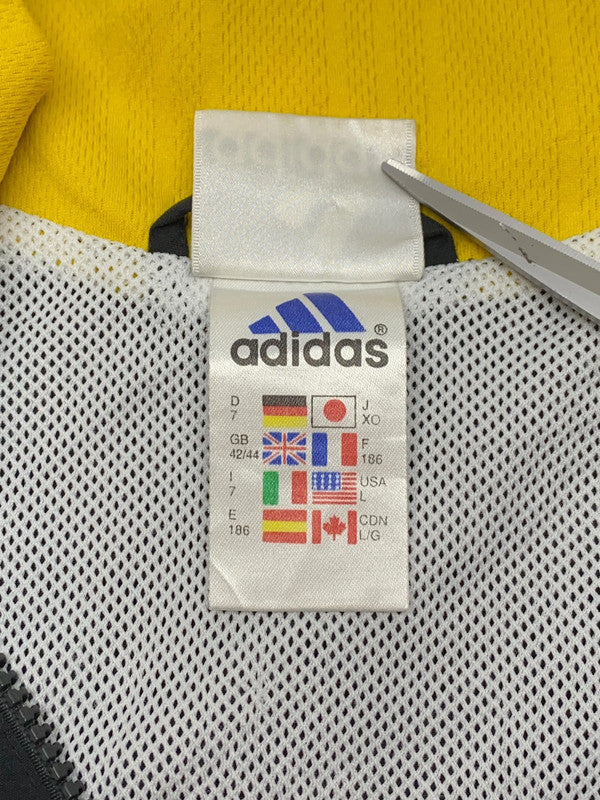 adidas®
D J
7 XO
GB F
42/44 186
I USA
7 L
E CDN
186 L/G